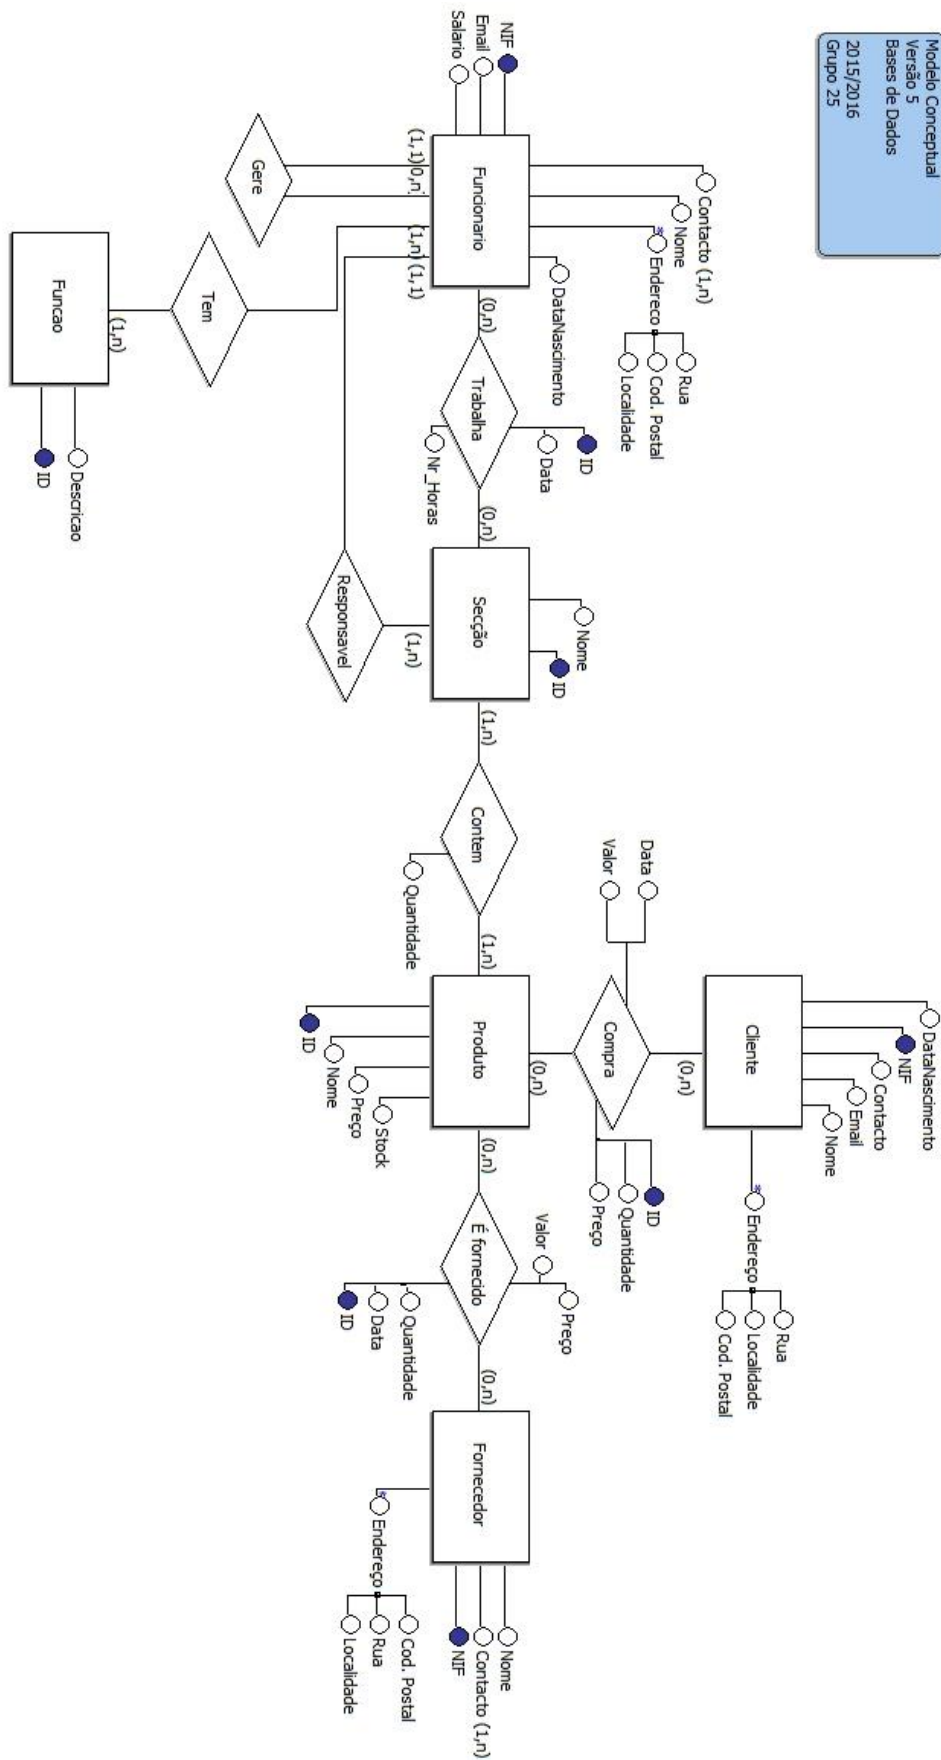 Modelo Conceptual
Versão 5
Bases de Dados
2015/2016
Grupo 25
NIF
Email
Salario
Contacto (1,n)
Nome
Endereco
Rua
Cod. Postal
Localidade
DataNascimento
Funcionario
(1,1)
0,n)
(1,n)
(1,1)
(0,n)
Gere
Tem
Funcao
(1,n)
Descricao
ID
Trabalha
ID
Data
Nr_Horas
(0,n)
Secção
Nome
ID
(1,n)
Responsavel
(1,n)
Contem
Quantidade
(1,n)
Produto
ID
Nome
Preço
Stock
(0,n)
(0,n)
Compra
Data
Valor
ID
Quantidade
Preço
(0,n)
Cliente
DataNascimento
NIF
Contacto
Email
Nome
Endereço
Rua
Localidade
Cod. Postal
É fornecido
Valor
Preço
Quantidade
Data
ID
(0,n)
Fornecedor
Endereço
Cod. Postal
Rua
Localidade
Nome
Contacto (1,n)
NIF